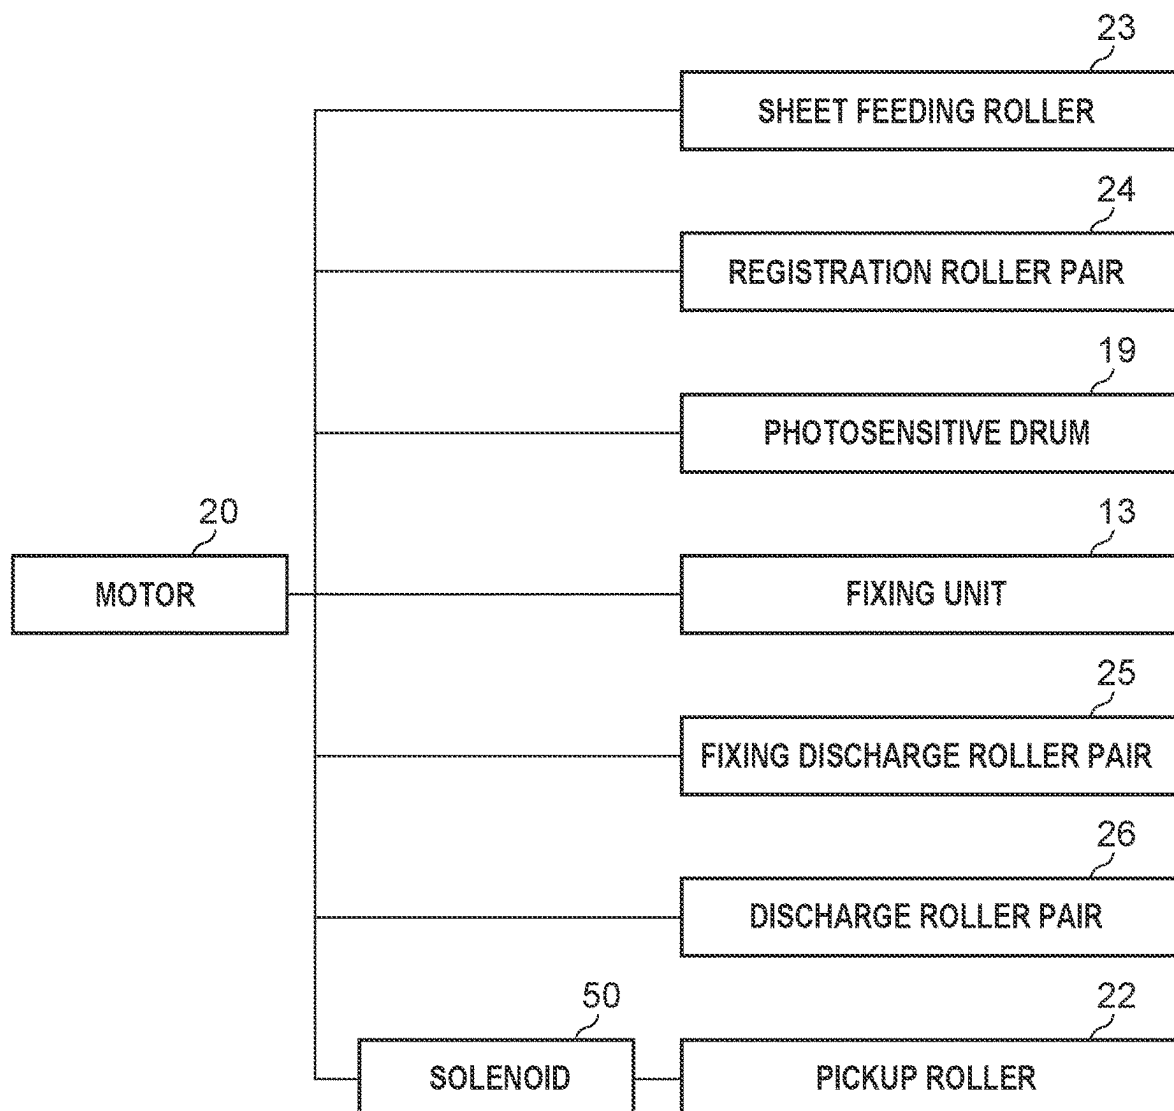 23
SHEET FEEDING ROLLER
24
REGISTRATION ROLLER PAIR
19
PHOTOSENSITIVE DRUM
20
MOTOR
13
FIXING UNIT
25
FIXING DISCHARGE ROLLER PAIR
26
DISCHARGE ROLLER PAIR
50
SOLENOID
22
PICKUP ROLLER